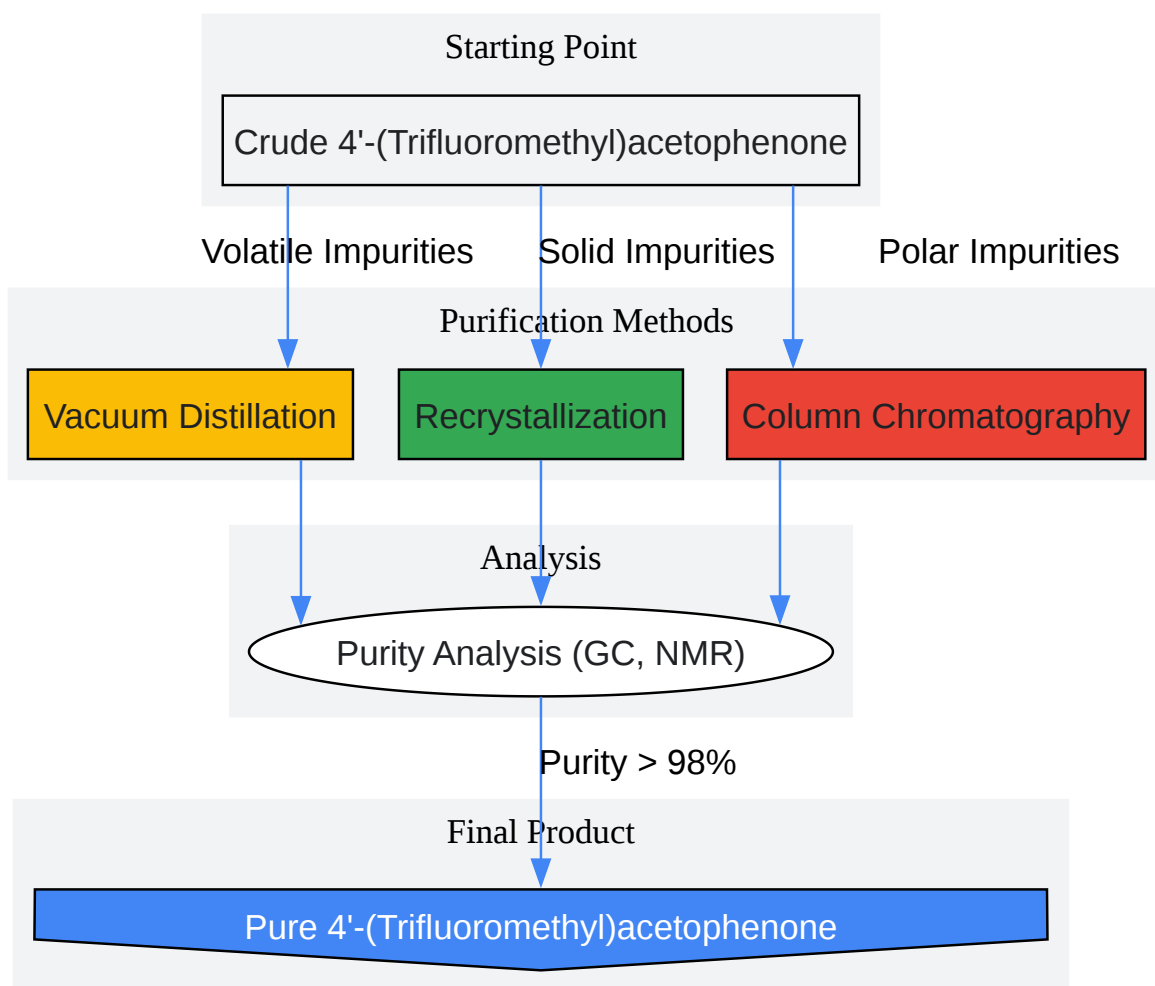 Starting Point
Crude 4'-(Trifluoromethyl)acetophenone
Volatile Impurities
Solid Impurities
Polar Impurities
Purification Methods
Vacuum Distillation
Recrystallization
Column Chromatography
Analysis
Purity Analysis (GC, NMR)
Purity > 98%
Final Product
Pure 4'-(Trifluoromethyl)acetophenone